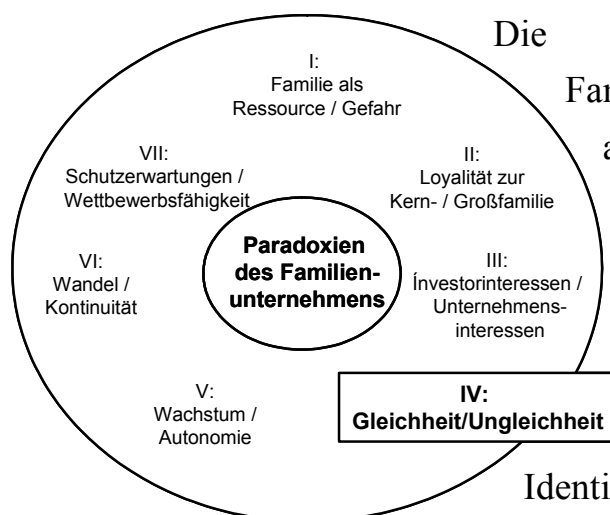 Die
I:
Familie als
Ressource / Gefahr
VII:
Schutzerwartungen /
Wettbewerbsfähigkeit
II:
Loyalität zur
Kern- / Großfamilie
Paradoxien
des Familien-
unternehmens
VI:
Wandel /
Kontinuität
III:
Ínvestorinteressen /
Unternehmens-
interessen
V:
Wachstum /
Autonomie
IV:
Gleichheit/Ungleichheit